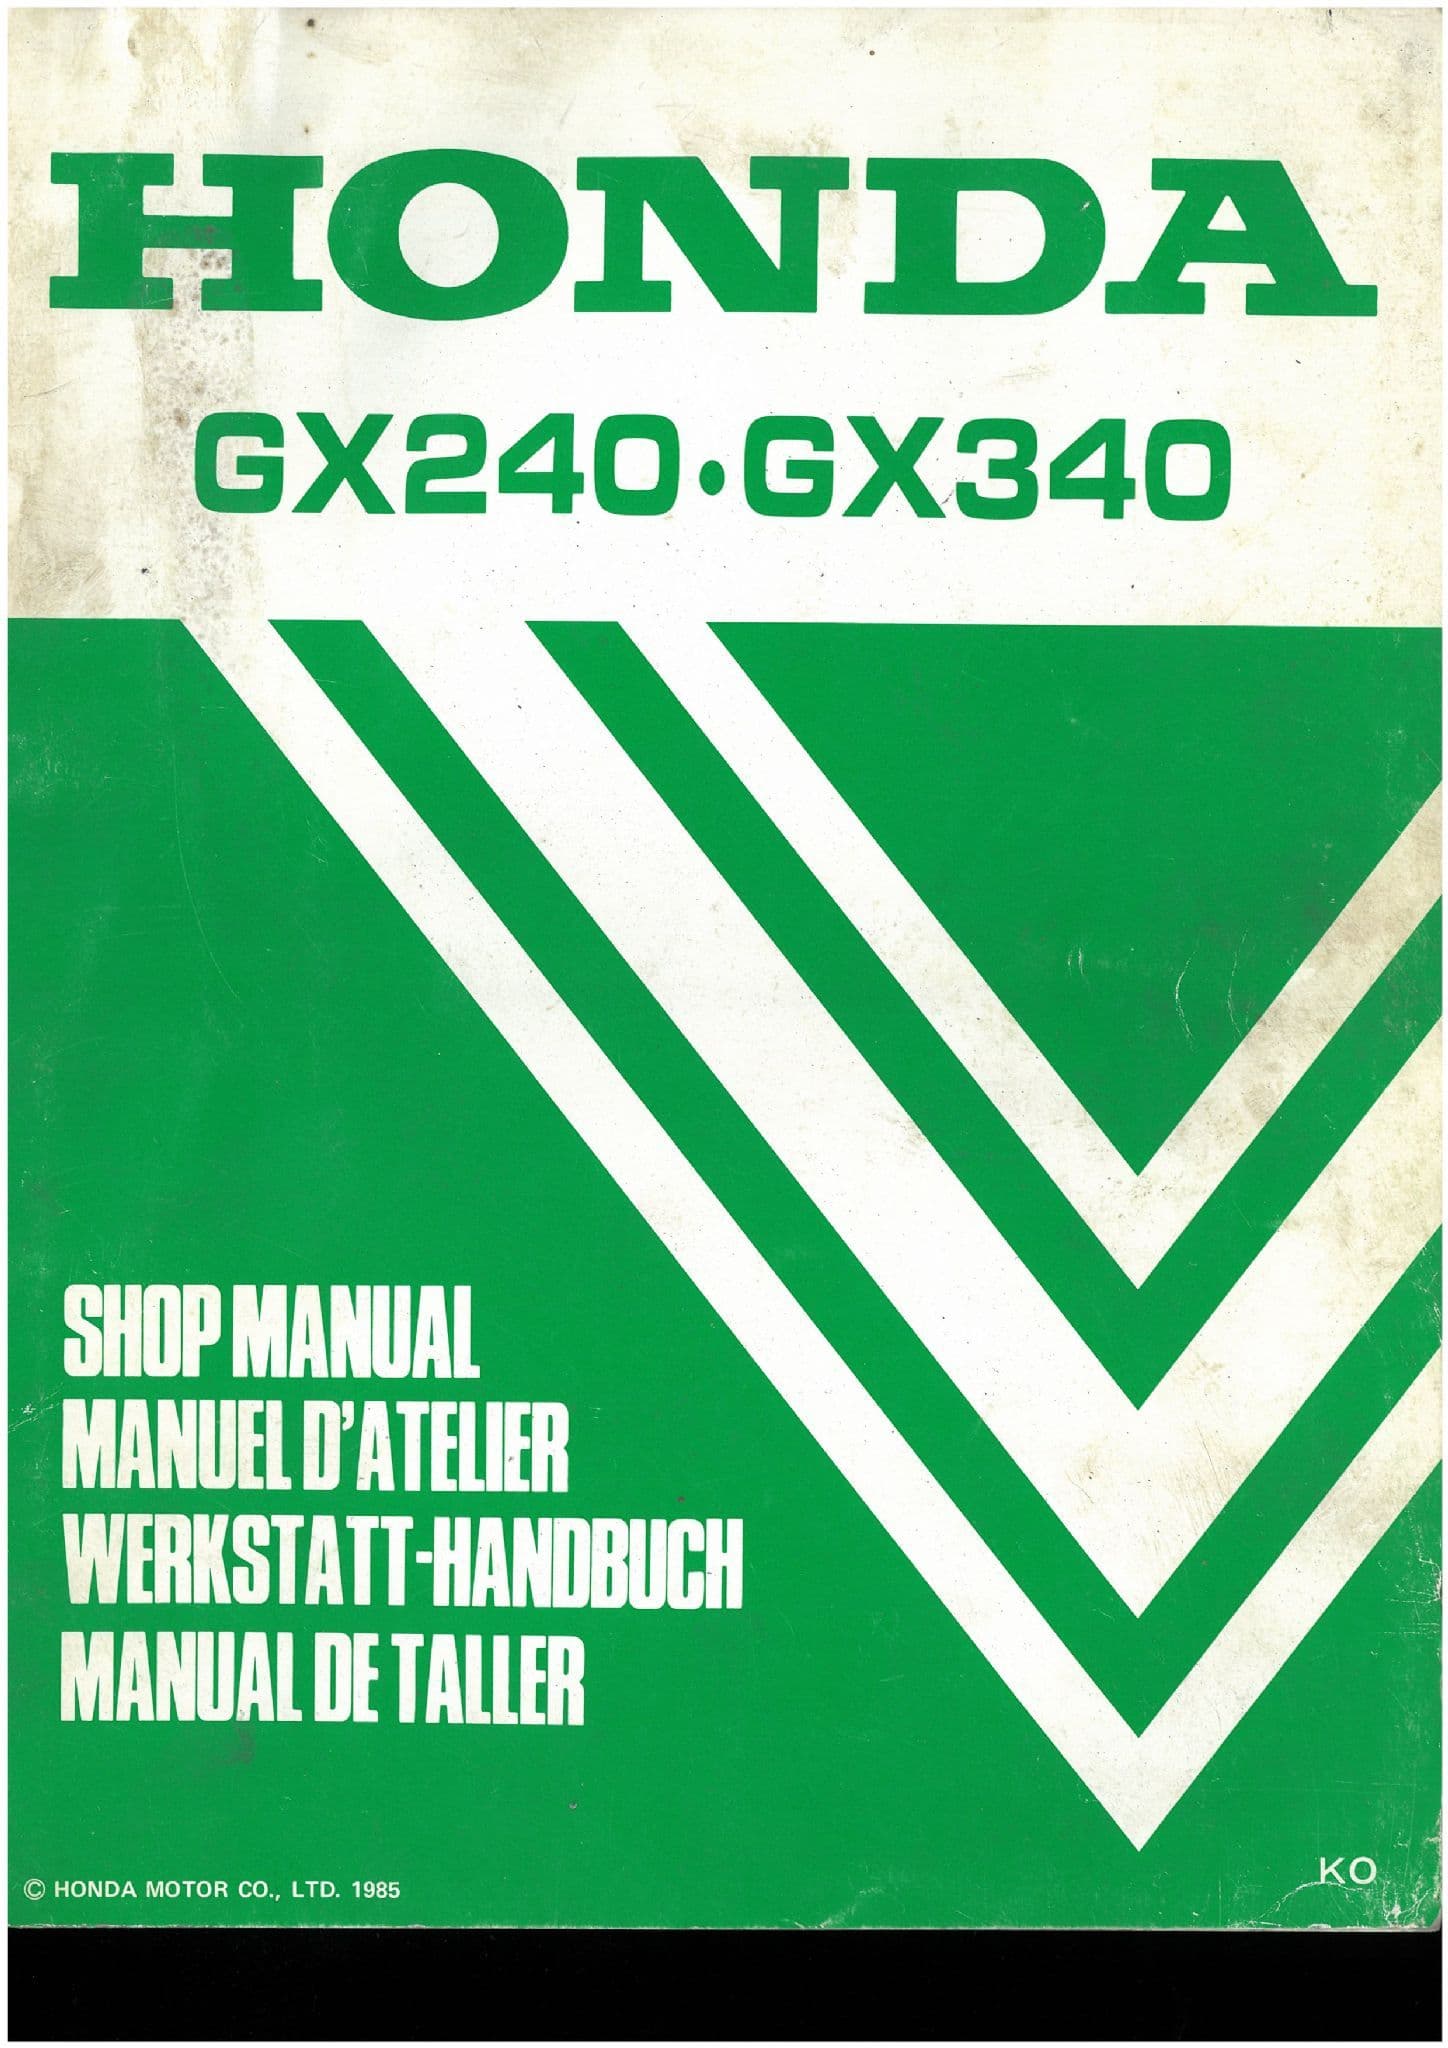 HONDA
GX240•GX340
SHOP MANUAL
MANUEL D'ATELIER
WERKSTATT-HANDBUCH
MANUAL DE TALLER
© HONDA MOTOR CO., LTD. 1985
KO